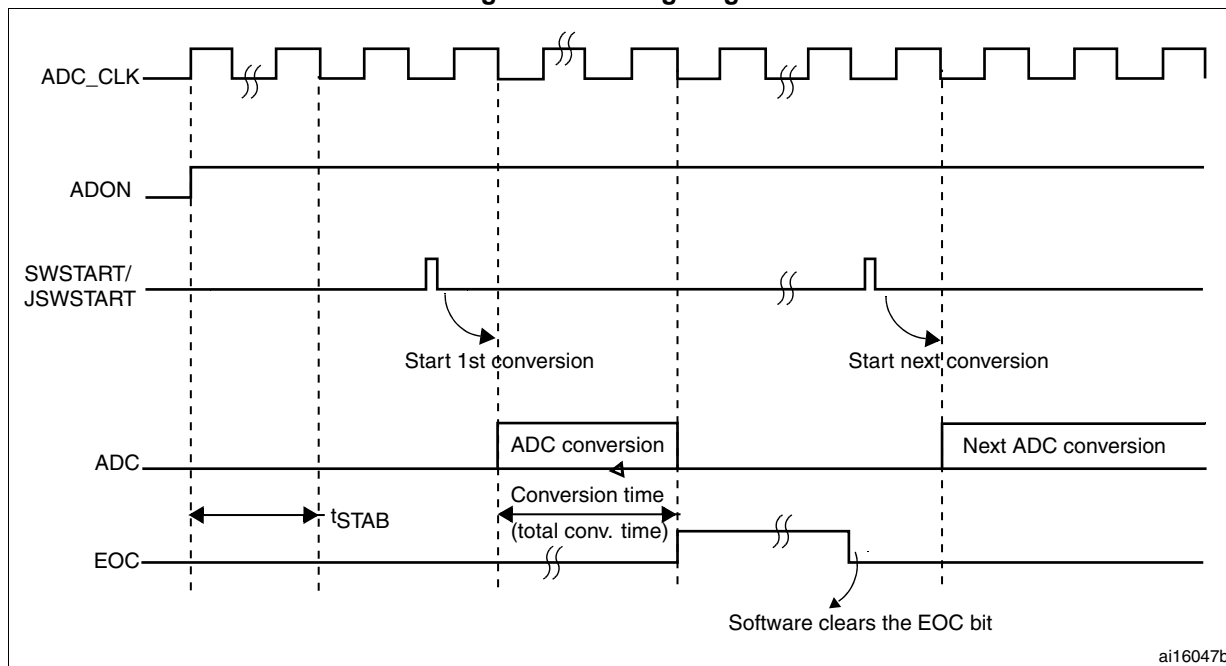 ADC_CLK
ADON
SWSTART/
JSWSTART
Start 1st conversion
Start next conversion
ADC conversion
Next ADC conversion
ADC
Conversion time
tSTAB
(total conv. time)
EOC
Software clears the EOC bit
ai16047b